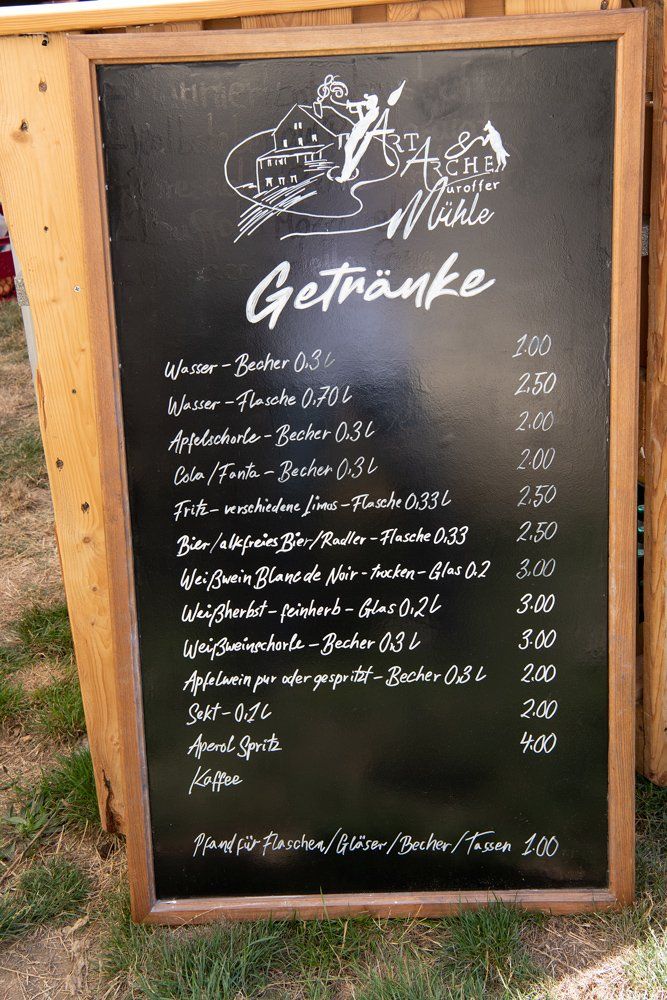 Art &
Arche
uroffer
Mühle
Getränke
Wasser - Becher 0,3 l 1.00
Wasser - Flasche 0,70 l 2,50
Apfelschorle - Becher 0,3 l 2.00
Cola/Fanta - Becher 0,3 l 2.00
Fritz - verschiedene Limos - Flasche 0,33 l 2.50
Bier/alkfreies Bier/Radler - Flasche 0,33 2.50
Weißwein Blanc de Noir - trocken - Glas 0.2 3,00
Weißherbst - feinherb - Glas 0,2 l 3.00
Weißweinschorle - Becher 0,3 l 3.00
Apfelwein pur oder gespritzt - Becher 0,3 l 2.00
Sekt - 0,1 l 2.00
Aperol Spritz 4.00
Kaffee
Pfand für Flaschen/Gläser/Becher/Tassen 1.00